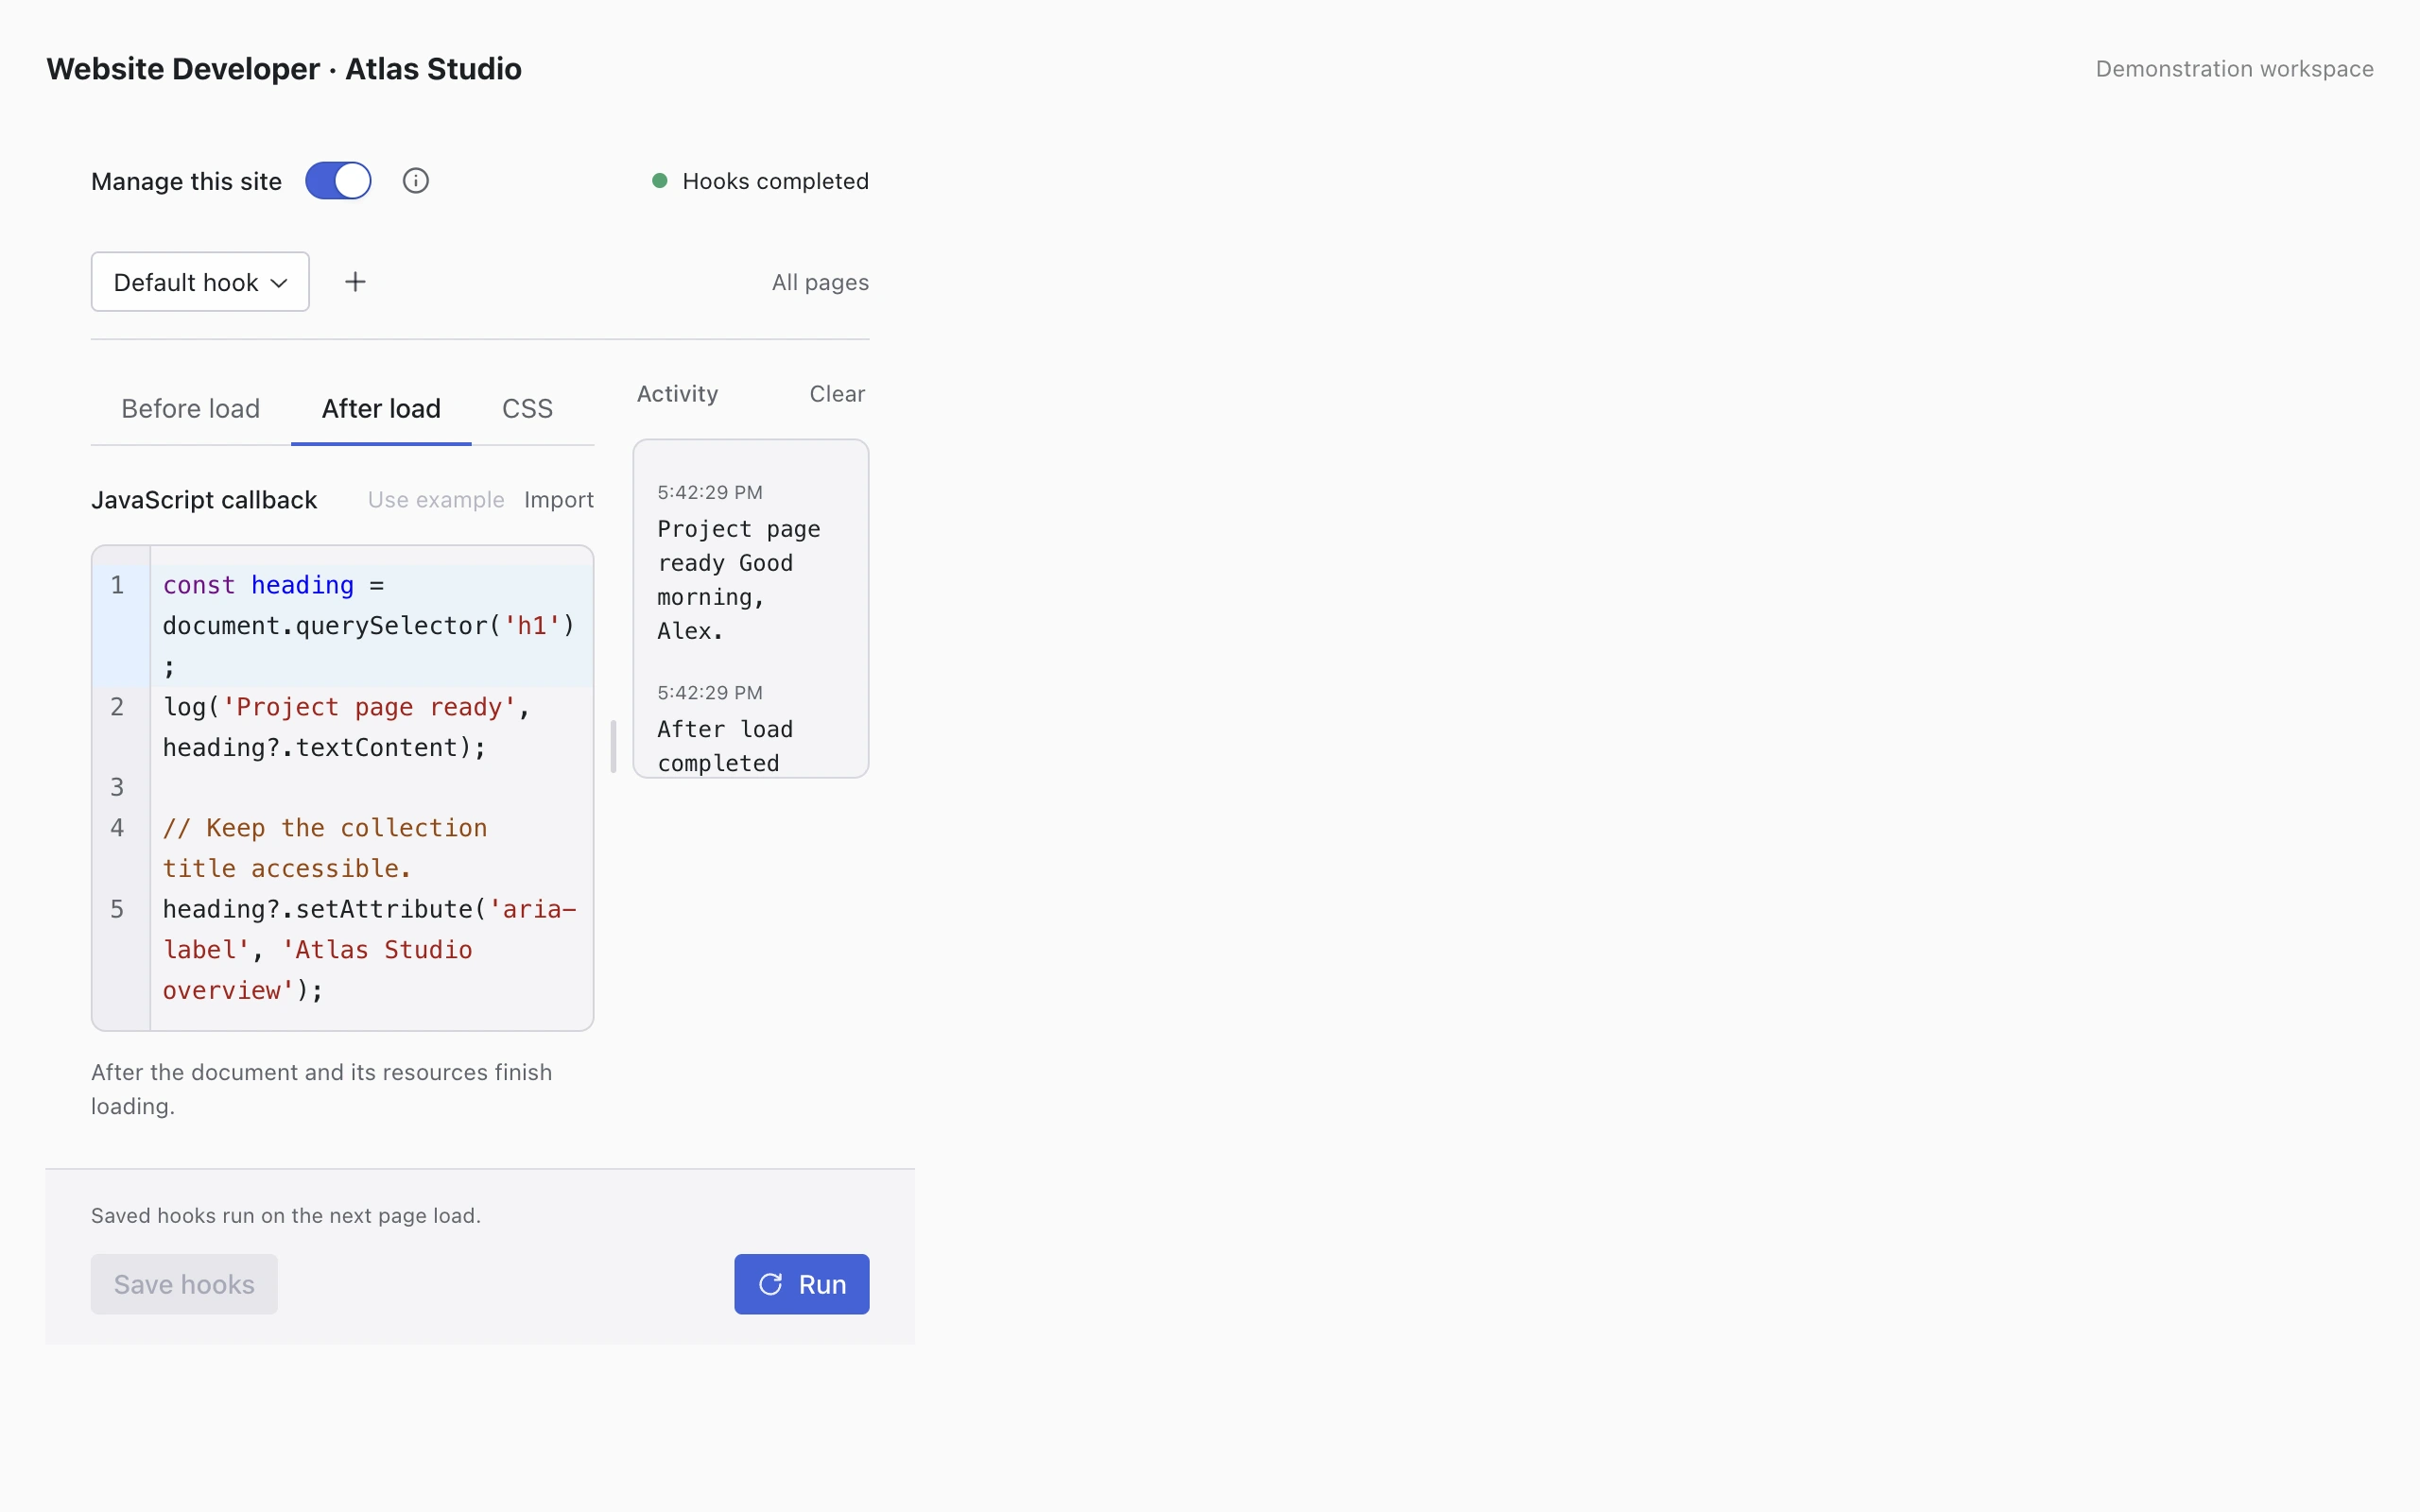 Website Developer · Atlas Studio
Demonstration workspace
Manage this site
Hooks completed
Default hook
All pages
Before load
After load
CSS
Activity
Clear
JavaScript callback
Use example
Import
1
const heading =
document.querySelector('h1')
;
2
log('Project page ready',
heading?.textContent);
3
4
// Keep the collection
title accessible.
5
heading?.setAttribute('aria-
label', 'Atlas Studio
overview');
5:42:29 PM
Project page
ready Good
morning,
Alex.
5:42:29 PM
After load
completed
After the document and its resources finish
loading.
Saved hooks run on the next page load.
Save hooks
Run